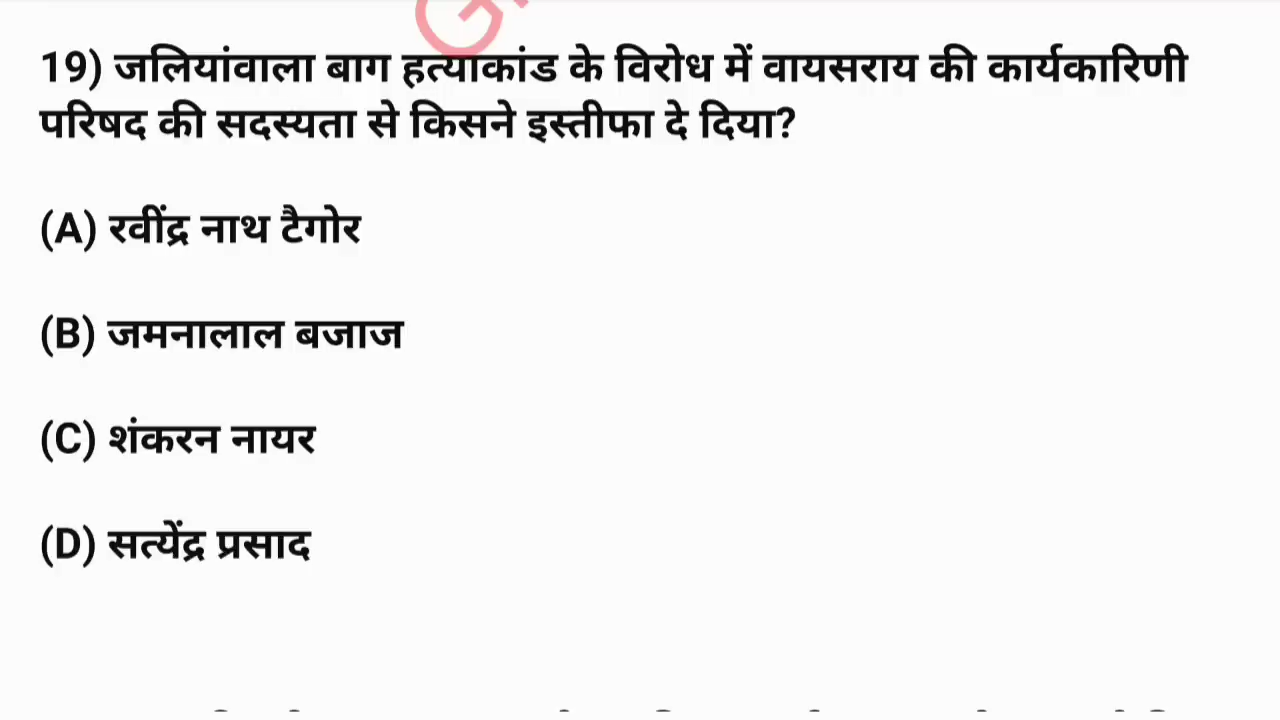 19) जलियांवाला बाग हत्याकांड के विरोध में वायसराय की कार्यकारिणी
परिषद की सदस्यता से किसने इस्तीफा दे दिया?
(A) रवींद्र नाथ टैगोर
(B) जमनालाल बजाज
(C) शंकरन नायर
(D) सत्येंद्र प्रसाद